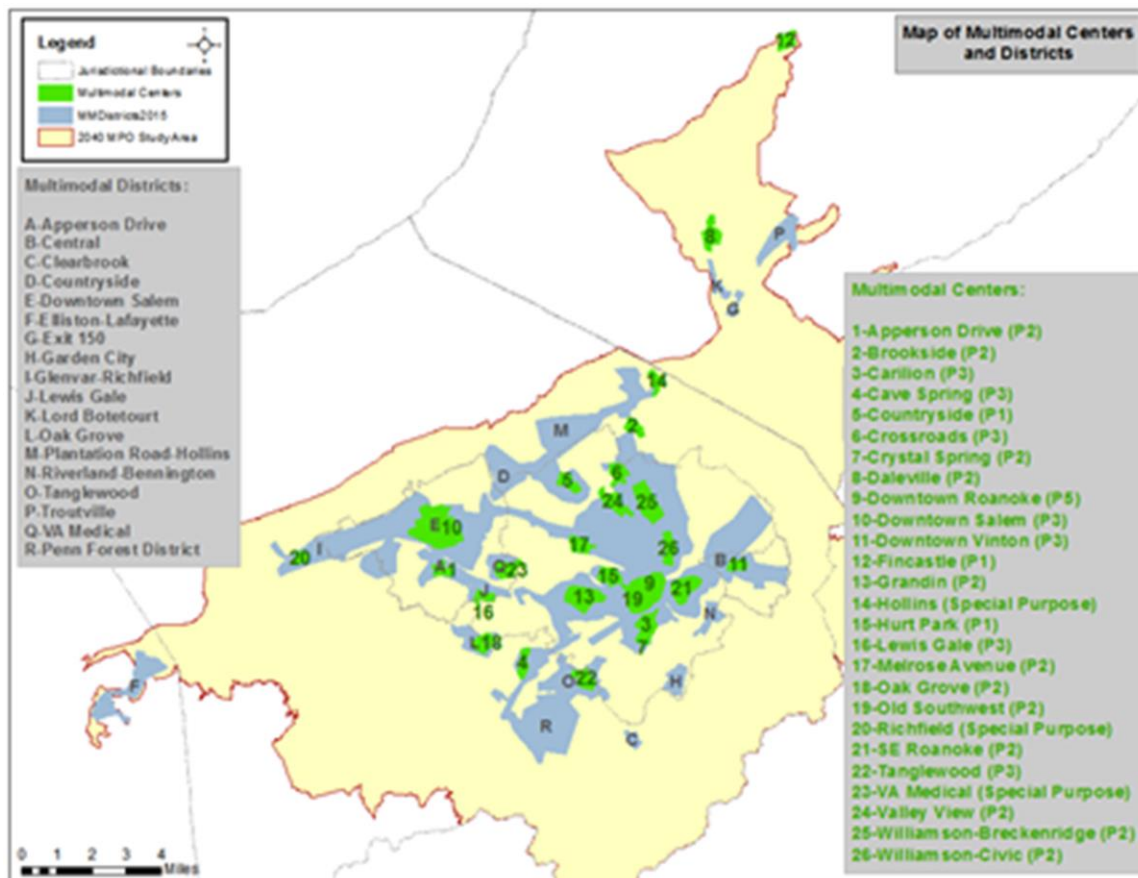 Map of Multimodal Centers
and Districts
Legend
Jurisdictional Boundaries
Multimodal Centers
MMDistricts2015
2040 MPO Study Area
Multimodal Districts:
A-Apperson Drive
B-Central
C-Clearbrook
D-Countryside
E-Downtown Salem
F-Elliston-Lafayette
G-Exit 150
H-Garden City
I-Glenvar-Richfield
J-Lewis Gale
K-Lord Botetourt
L-Oak Grove
M-Plantation Road-Hollins
N-Riverland-Bennington
O-Tanglewood
P-Troutville
Q-VA Medical
R-Penn Forest District
Multimodal Centers:
1-Apperson Drive (P2)
2-Brookside (P2)
3-Carilion (P3)
4-Cave Spring (P3)
5-Countryside (P1)
6-Crossroads (P3)
7-Crystal Spring (P2)
8-Daleville (P2)
9-Downtown Roanoke (P5)
10-Downtown Salem (P3)
11-Downtown Vinton (P3)
12-Fincastle (P1)
13-Grandin (P2)
14-Hollins (Special Purpose)
15-Hurt Park (P1)
16-Lewis Gale (P3)
17-Melrose Avenue (P2)
18-Oak Grove (P2)
19-Old Southwest (P2)
20-Richfield (Special Purpose)
21-SE Roanoke (P2)
22-Tanglewood (P3)
23-VA Medical (Special Purpose)
24-Valley View (P2)
25-Williamson-Breckenridge (P2)
26-Williamson-Civic (P2)
12
8
P
K
G
14
2
M
D
5
6
24
25
E 10
17
26
20
I
A 1
Q 23
B 11
15
9
J
13
19
21
16
3
N
L 18
7
4
O 22
H
F
R
C
0 1 2 3 4
Miles